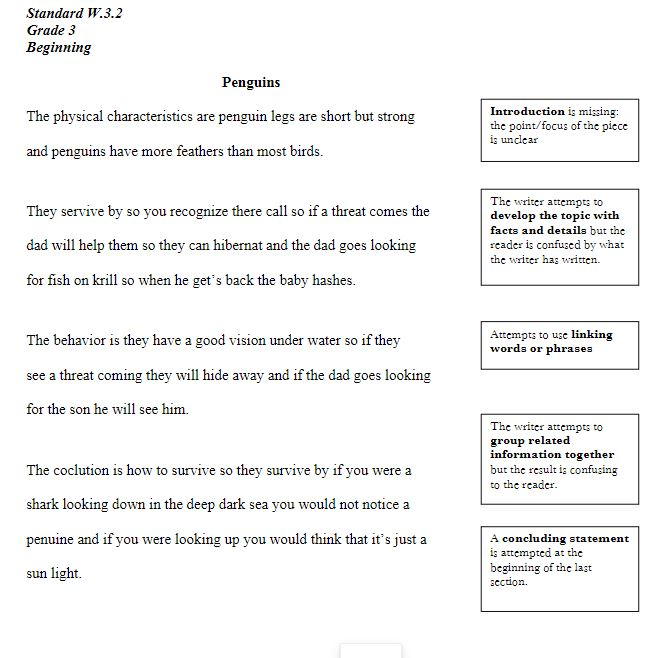 Standard W.3.2
Grade 3
Beginning
Penguins
The physical characteristics are penguin legs are short but strong
and penguins have more feathers than most birds.
They servive by so you recognize there call so if a threat comes the
dad will help them so they can hibernat and the dad goes looking
for fish on krill so when he get's back the baby hashes.
The behavior is they have a good vision under water so if they
see a threat coming they will hide away and if the dad goes looking
for the son he will see him.
The coclution is how to survive so they survive by if you were a
shark looking down in the deep dark sea you would not notice a
penuine and if you were looking up you would think that it's just a
sun light.
Introduction is missing:
the point/focus of the piece
is unclear
The writer attempts to
develop the topic with
facts and details but the
reader is confused by what
the writer has written.
Attempts to use linking
words or phrases
The writer attempts to
group related
information together
but the result is confusing
to the reader.
A concluding statement
is attempted at the
beginning of the last
section.